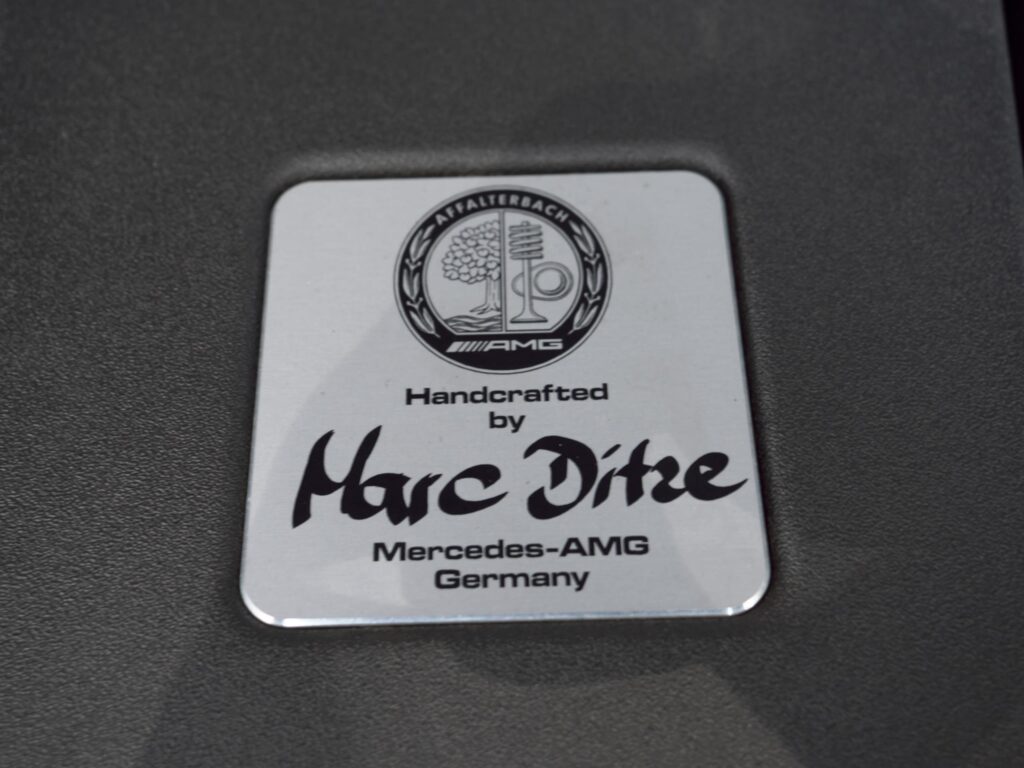 AFFALTERBACH
AMG
Handcrafted
by
Marc Ditze
Mercedes-AMG
Germany